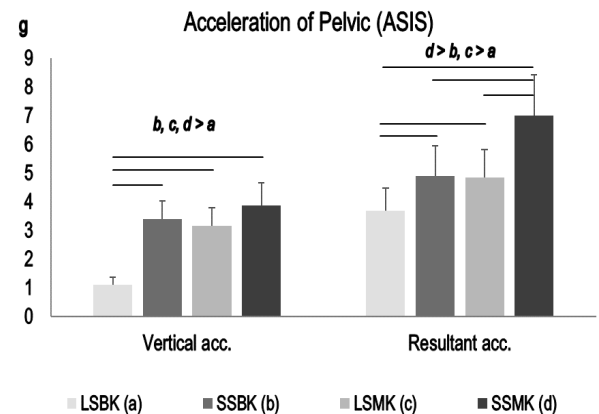 Acceleration of Pelvic (ASIS)
g
9
8
7
6
5
4
3
2
1
0
b, c, d > a
d > b, c > a
Vertical acc.
Resultant acc.
LSBK (a)
SSBK (b)
LSMK (c)
SSMK (d)